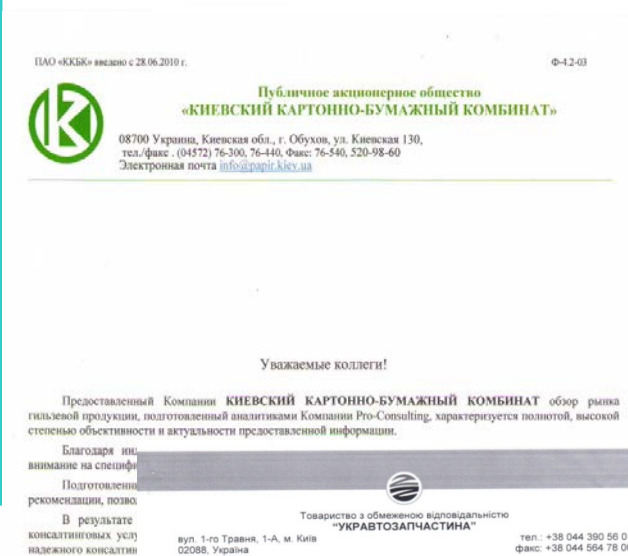 ПАО «ККБК» введено с 28.06.2010 г.
Ф-4.2-03
Публичное акционерное общество
«КИЕВСКИЙ КАРТОННО-БУМАЖНЫЙ КОМБИНАТ»
08700 Украина, Киевская обл., г. Обухов, ул. Киевская 130,
тел./факс . (04572) 76-300, 76-440, Факс: 76-540, 520-98-60
Электронная почта info@papir.kiev.ua
Уважаемые коллеги!
Предоставленный Компании КИЕВСКИЙ КАРТОННО-БУМАЖНЫЙ КОМБИНАТ обзор рынка
гильзевой продукции, подготовленный аналитиками Компании Pro-Consulting, характеризуется полнотой, высокой
степенью объективности и актуальности предоставленной информации.
Благодаря
внимание на
Подготовленн
рекомендации, позво
В результате
консалтинговых услу
надежного консалтин
Товариство з обмеженою відповідальністю
"УКРАВТОЗАПЧАСТИНА"
вул. 1-го Травня, 1-А, м. Київ
02088, Україна
тел.: +38 044 390 56 0
факс: +38 044 564 78 0